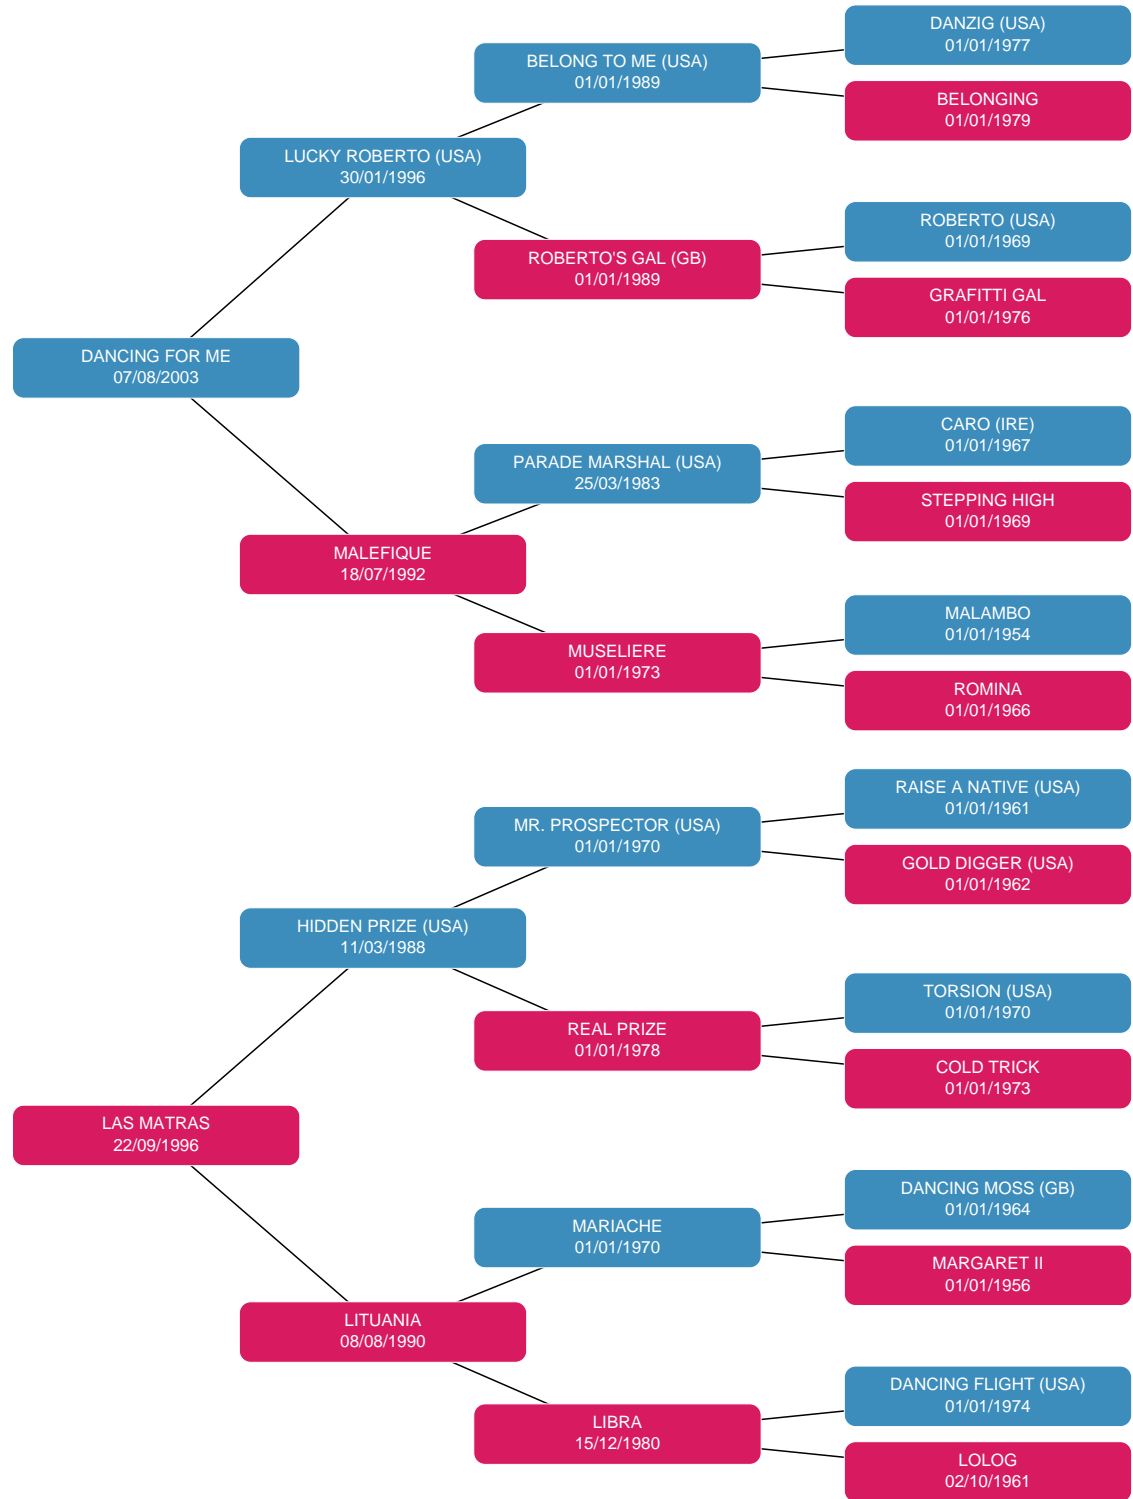 DANZIG (USA)
01/01/1977
BELONG TO ME (USA)
01/01/1989
BELONGING
01/01/1979
LUCKY ROBERTO (USA)
30/01/1996
ROBERTO (USA)
01/01/1969
ROBERTO'S GAL (GB)
01/01/1989
GRAFITTI GAL
01/01/1976
DANCING FOR ME
07/08/2003
CARO (IRE)
01/01/1967
PARADE MARSHAL (USA)
25/03/1983
STEPPING HIGH
01/01/1969
MALEFIQUE
18/07/1992
MALAMBO
01/01/1954
MUSELIERE
01/01/1973
ROMINA
01/01/1966
RAISE A NATIVE (USA)
01/01/1961
MR. PROSPECTOR (USA)
01/01/1970
GOLD DIGGER (USA)
01/01/1962
HIDDEN PRIZE (USA)
11/03/1988
TORSION (USA)
01/01/1970
REAL PRIZE
01/01/1978
COLD TRICK
01/01/1973
LAS MATRAS
22/09/1996
DANCING MOSS (GB)
01/01/1964
MARIACHE
01/01/1970
MARGARET II
01/01/1956
LITUANIA
08/08/1990
DANCING FLIGHT (USA)
01/01/1974
LIBRA
15/12/1980
LOLOG
02/10/1961